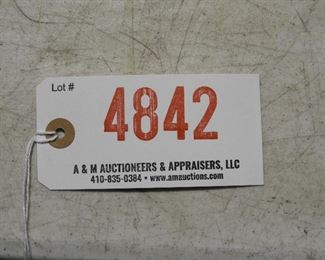 Lot #
4842
A & M AUCTIONEERS & APPRAISERS, LLC
410-835-0384 • www.amauctions.com